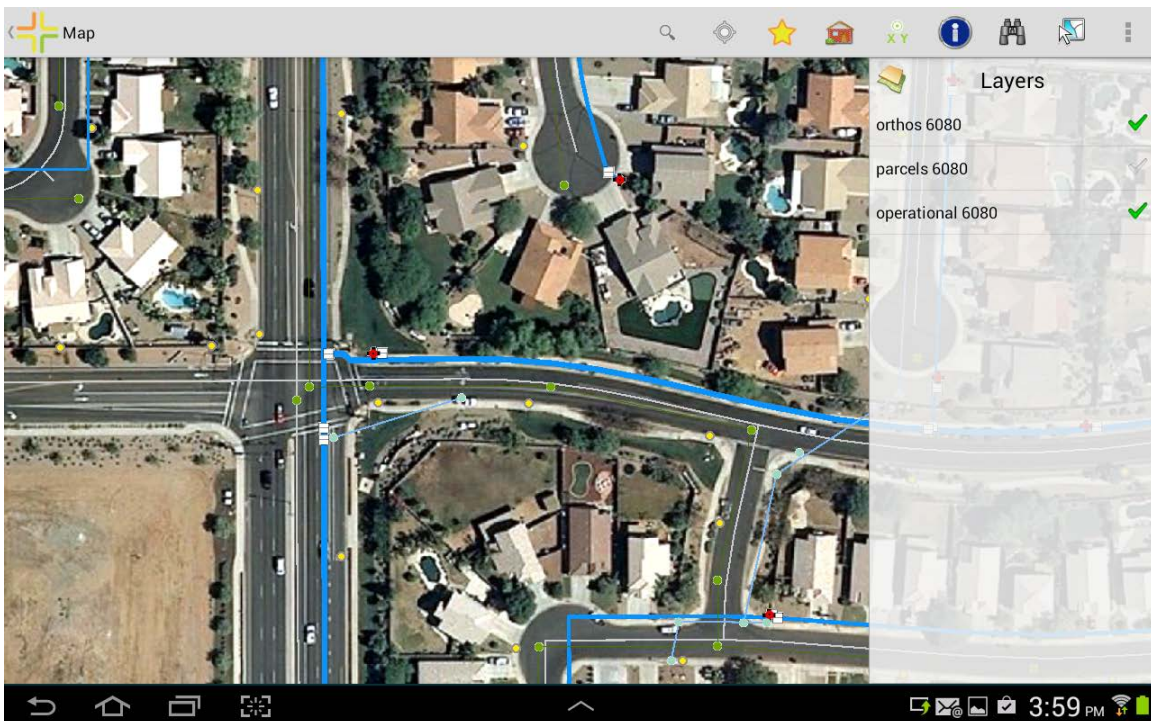 Map
X Y
Layers
orthos 6080
parcels 6080
operational 6080
3:59 PM